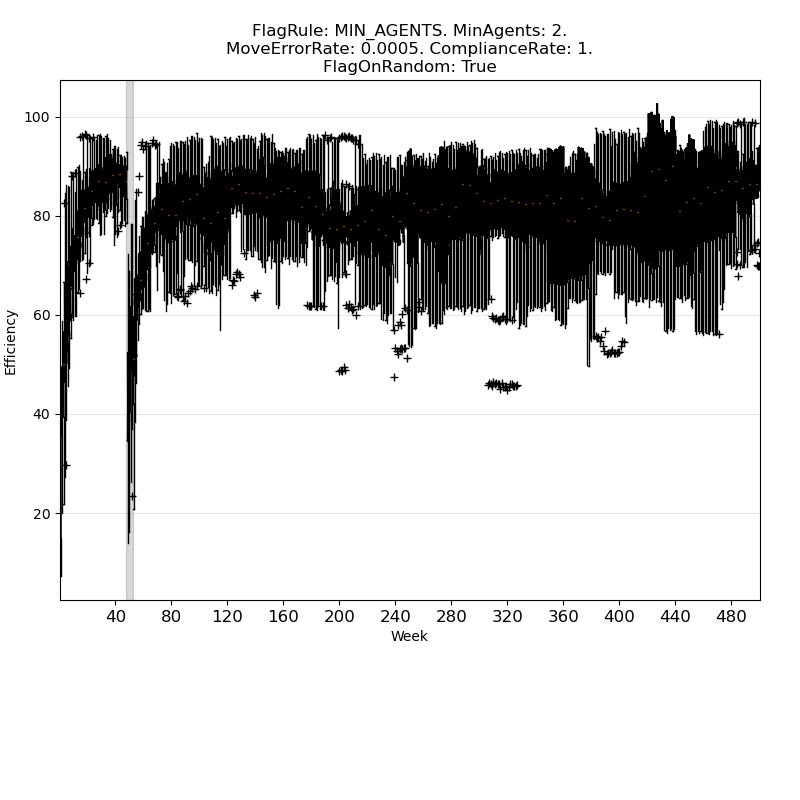 FlagRule: MIN_AGENTS. MinAgents: 2.
MoveErrorRate: 0.0005. ComplianceRate: 1.
FlagOnRandom: True
100
80
60
40
20
Efficiency
40 80 120 160 200 240 280 320 360 400 440 480
Week